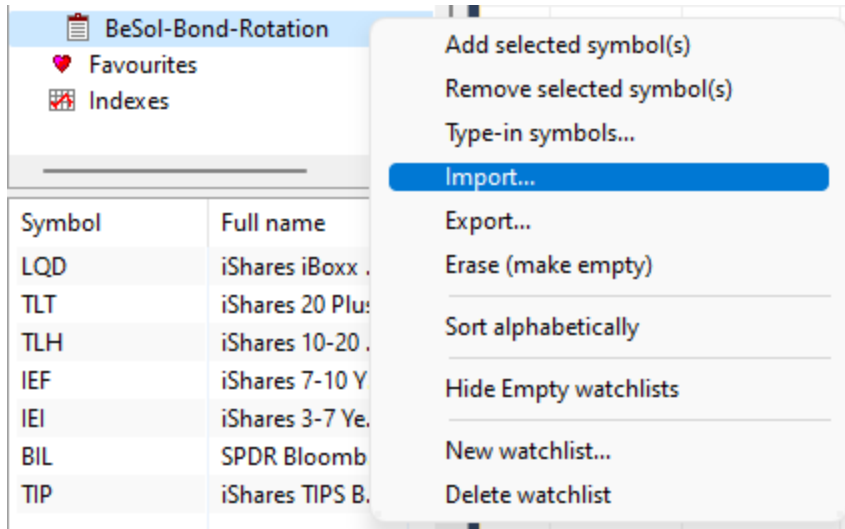 BeSol-Bond-Rotation
Favourites
Indexes
Add selected symbol(s)
Remove selected symbol(s)
Type-in symbols...
Import...
Export...
Erase (make empty)
Sort alphabetically
Hide Empty watchlists
New watchlist...
Delete watchlist
Symbol Full name
LQD iShares iBoxx .
TLT iShares 20 Plus
TLH iShares 10-20 .
IEF iShares 7-10 Y
IEI iShares 3-7 Ye.
BIL SPDR Bloomb
TIP iShares TIPS B.